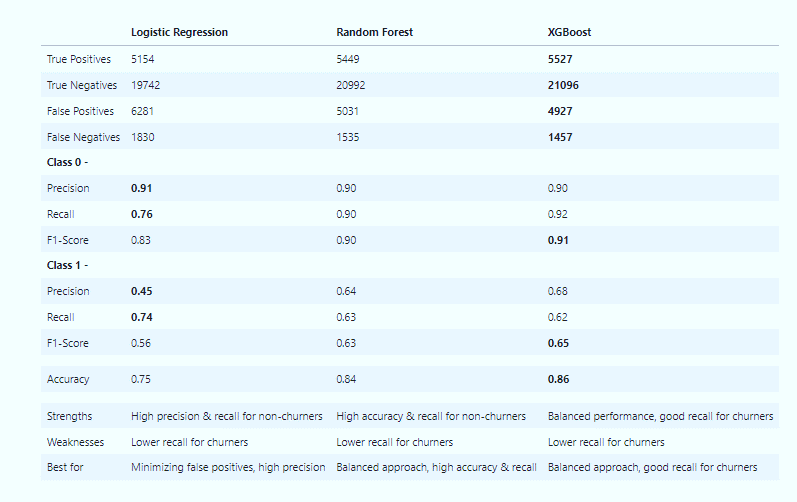 Logistic Regression Random Forest XGBoost
True Positives 5154 5449 5527
True Negatives 19742 20992 21096
False Positives 6281 5031 4927
False Negatives 1830 1535 1457
Class 0 -
Precision 0.91 0.90 0.90
Recall 0.76 0.90 0.92
F1-Score 0.83 0.90 0.91
Class 1 -
Precision 0.45 0.64 0.68
Recall 0.74 0.63 0.62
F1-Score 0.56 0.63 0.65
Accuracy 0.75 0.84 0.86
Strengths High precision & recall for non-churners High accuracy & recall for non-churners Balanced performance, good recall for churners
Weaknesses Lower recall for churners Lower recall for churners Lower recall for churners
Best for Minimizing false positives, high precision Balanced approach, high accuracy & recall Balanced approach, good recall for churners